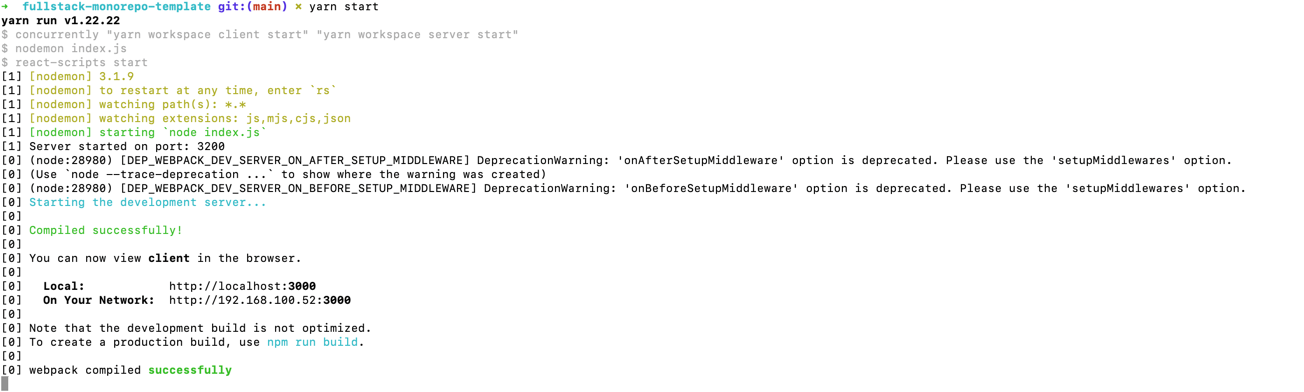 ➜  fullstack-monorepo-template git:(main) ✗ yarn start
yarn run v1.22.22
$ concurrently "yarn workspace client start" "yarn workspace server start"
$ nodemon index.js
$ react-scripts start
[1] [nodemon] 3.1.9
[1] [nodemon] to restart at any time, enter `rs`
[1] [nodemon] watching path(s): *.*
[1] [nodemon] watching extensions: js,mjs,cjs,json
[1] [nodemon] starting `node index.js`
[1] Server started on port: 3200
[0] (node:28980) [DEP_WEBPACK_DEV_SERVER_ON_AFTER_SETUP_MIDDLEWARE] DeprecationWarning: 'onAfterSetupMiddleware' option is deprecated. Please use the 'setupMiddlewares' option.
[0] (Use `node --trace-deprecation ...` to show where the warning was created)
[0] (node:28980) [DEP_WEBPACK_DEV_SERVER_ON_BEFORE_SETUP_MIDDLEWARE] DeprecationWarning: 'onBeforeSetupMiddleware' option is deprecated. Please use the 'setupMiddlewares' option.
[0] Starting the development server...
[0]
[0] Compiled successfully!
[0]
[0] You can now view client in the browser.
[0]
[0]   Local:            http://localhost:3000
[0]   On Your Network:  http://192.168.100.52:3000
[0]
[0] Note that the development build is not optimized.
[0] To create a production build, use npm run build.
[0]
[0] webpack compiled successfully